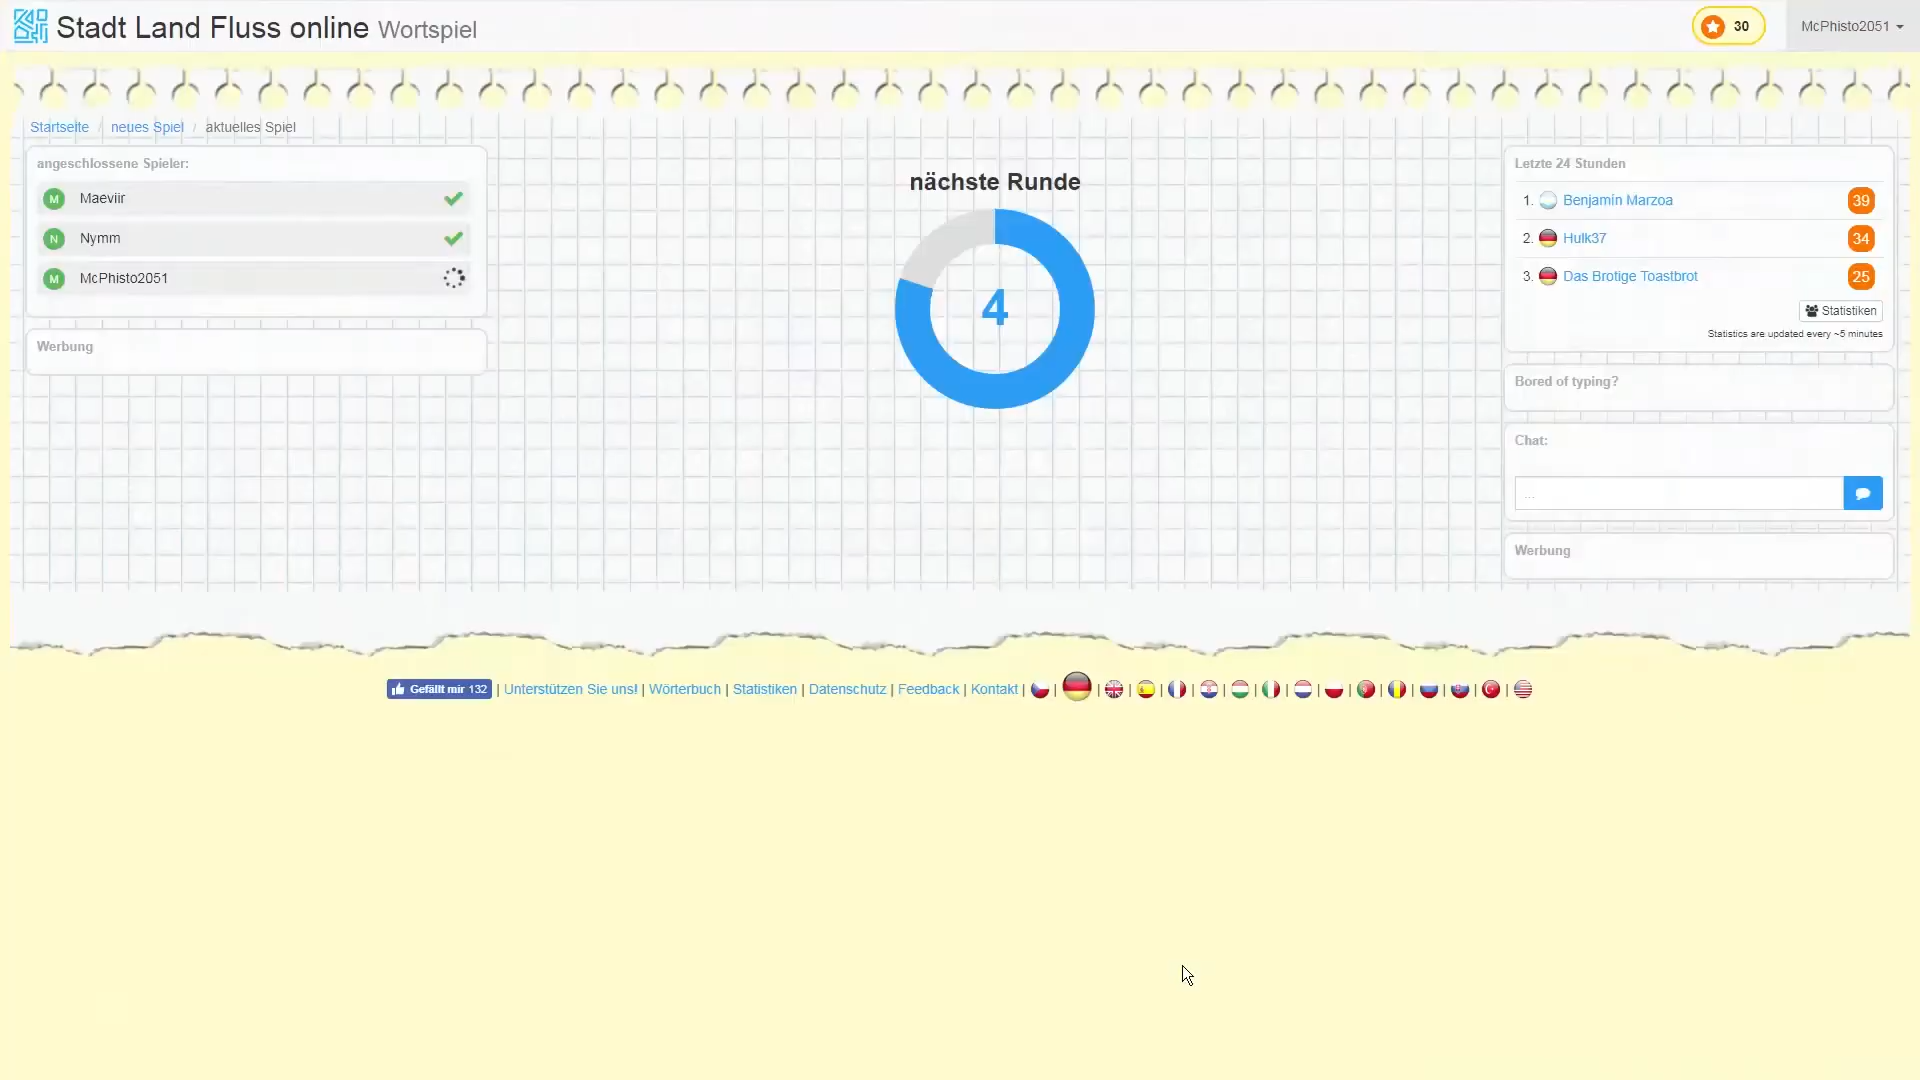 Stadt Land Fluss online Wortspiel
30
McPhisto2051
Startseite / neues Spiel / aktuelles Spiel
angeschlossene Spieler:
M Maeviir
N Nymm
M McPhisto2051
Werbung
nächste Runde
4
Letzte 24 Stunden
1. Benjamín Marzoa 39
2. Hulk37 34
3. Das Brotige Toastbrot 25
Statistiken
Statistics are updated every ~5 minutes
Bored of typing?
Chat:
...
Werbung
Gefällt mir 132 | Unterstützen Sie uns! | Wörterbuch | Statistiken | Datenschutz | Feedback | Kontakt |